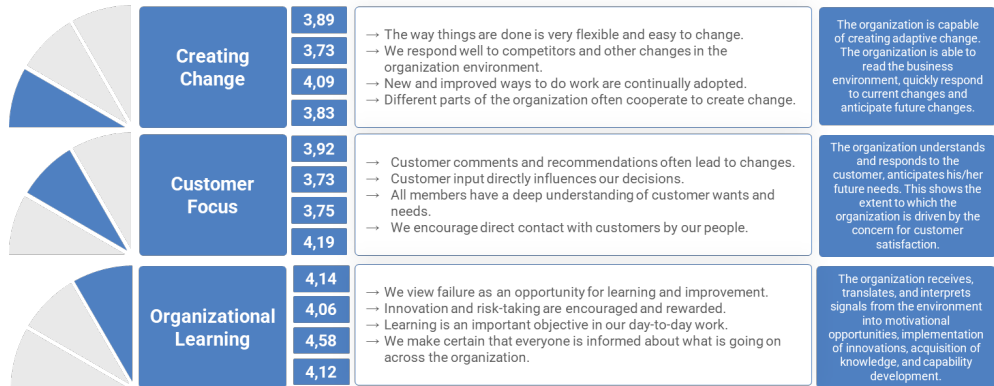 Creating
Change
3,89
3,73
4,09
3,83
→ The way things are done is very flexible and easy to change.
→ We respond well to competitors and other changes in the
organization environment.
→ New and improved ways to do work are continually adopted.
→ Different parts of the organization often cooperate to create change.
The organization is capable
of creating adaptive change.
The organization is able to
read the business
environment, quickly respond
to current changes and
anticipate future changes.
Customer
Focus
3,92
3,73
3,75
4,19
→ Customer comments and recommendations often lead to changes.
→ Customer input directly influences our decisions.
→ All members have a deep understanding of customer wants and
needs.
→ We encourage direct contact with customers by our people.
The organization understands
and responds to the
customer, anticipates his/her
future needs. This shows the
extent to which the
organization is driven by the
concern for customer
satisfaction.
Organizational
Learning
4,14
4,06
4,58
4,12
→ We view failure as an opportunity for learning and improvement.
→ Innovation and risk-taking are encouraged and rewarded.
→ Learning is an important objective in our day-to-day work.
→ We make certain that everyone is informed about what is going on
across the organization.
The organization receives,
translates, and interprets
signals from the environment
into motivational
opportunities, implementation
of innovations, acquisition of
knowledge, and capability
development.